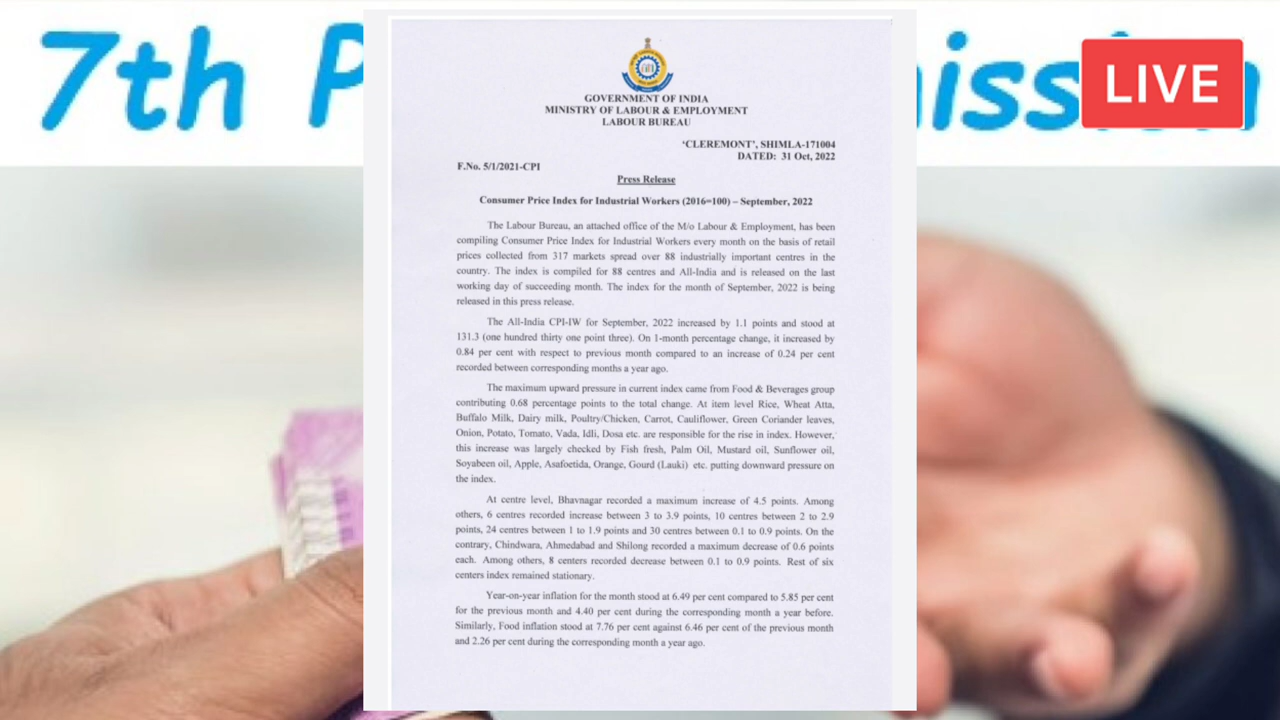 7th P
ission
LIVE
GOVERNMENT OF INDIA
MINISTRY OF LABOUR & EMPLOYMENT
LABOUR BUREAU
'CLEREMONT', SHIMLA-171004
DATED: 31 Oct, 2022
F.No. 5/1/2021-CPI
Press Release
Consumer Price Index for Industrial Workers (2016=100) – September, 2022
The Labour Bureau, an attached office of the M/o Labour & Employment, has been
compiling Consumer Price Index for Industrial Workers every month on the basis of retail
prices collected from 317 markets spread over 88 industrially important centres in the
country. The index is compiled for 88 centres and All-India and is released on the last
working day of succeeding month. The index for the month of September, 2022 is being
released in this press release.
The All-India CPI-IW for September, 2022 increased by 1.1 points and stood at
131.3 (one hundred thirty one point three). On 1-month percentage change, it increased by
0.84 per cent with respect to previous month compared to an increase of 0.24 per cent
recorded between corresponding months a year ago.
The maximum upward pressure in current index came from Food & Beverages group
contributing 0.68 percentage points to the total change. At item level Rice, Wheat Atta,
Buffalo Milk, Dairy milk, Poultry/Chicken, Carrot, Cauliflower, Green Coriander leaves,
Onion, Potato, Tomato, Vada, Idli, Dosa etc. are responsible for the rise in index. However,
this increase was largely checked by Fish fresh, Palm Oil, Mustard oil, Sunflower oil,
Soyabeen oil, Apple, Asafoetida, Orange, Gourd (Lauki) etc. putting downward pressure on
the index.
At centre level, Bhavnagar recorded a maximum increase of 4.5 points. Among
others, 6 centres recorded increase between 3 to 3.9 points, 10 centres between 2 to 2.9
points, 24 centres between 1 to 1.9 points and 30 centres between 0.1 to 0.9 points. On the
contrary, Chindwara, Ahmedabad and Shilong recorded a maximum decrease of 0.6 points
each. Among others, 8 centers recorded decrease between 0.1 to 0.9 points. Rest of six
centers index remained stationary.
Year-on-year inflation for the month stood at 6.49 per cent compared to 5.85 per cent
for the previous month and 4.40 per cent during the corresponding month a year before.
Similarly, Food inflation stood at 7.76 per cent against 6.46 per cent of the previous month
and 2.26 per cent during the corresponding month a year ago.